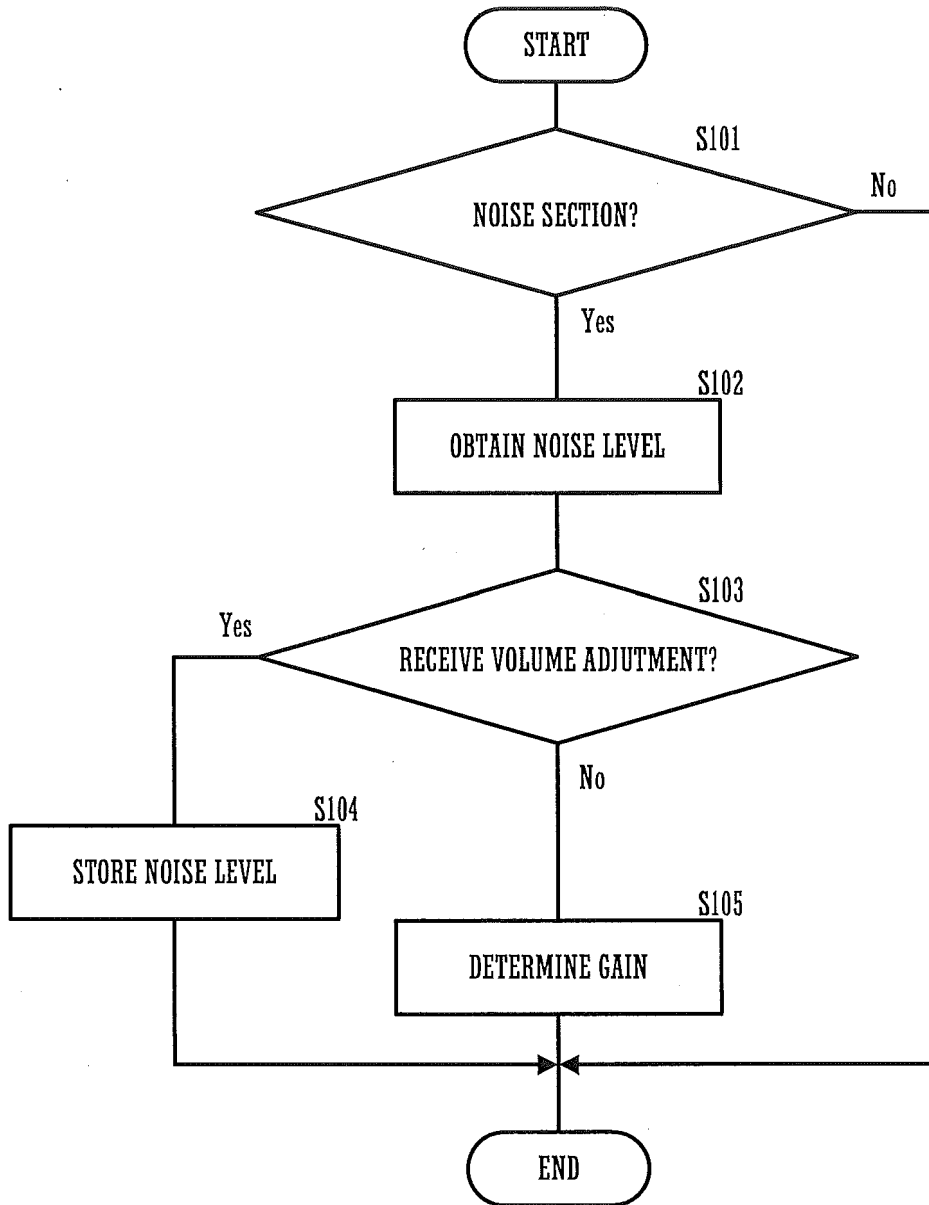 START
S101
No
NOISE SECTION?
Yes
S102
OBTAIN NOISE LEVEL
S103
Yes
RECEIVE VOLUME ADJUTMENT?
No
S104
STORE NOISE LEVEL
S105
DETERMINE GAIN
END